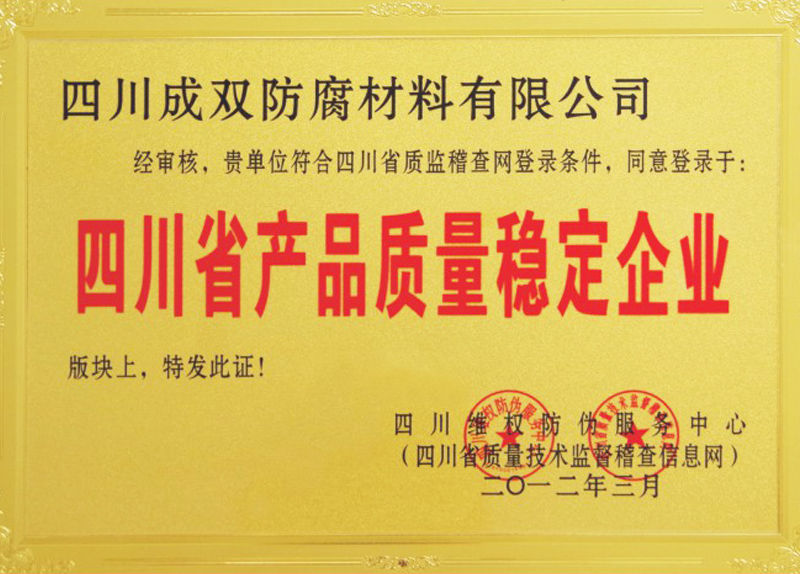 四川成双防腐材料有限公司
经审核，贵单位符合四川省质监稽查网登录条件，同意登录于：
四川省产品质量稳定企业
版块上，特发此证！
四川维权防伪服务中心
（四川省质量技术监督稽查信息网）
二〇一二年三月